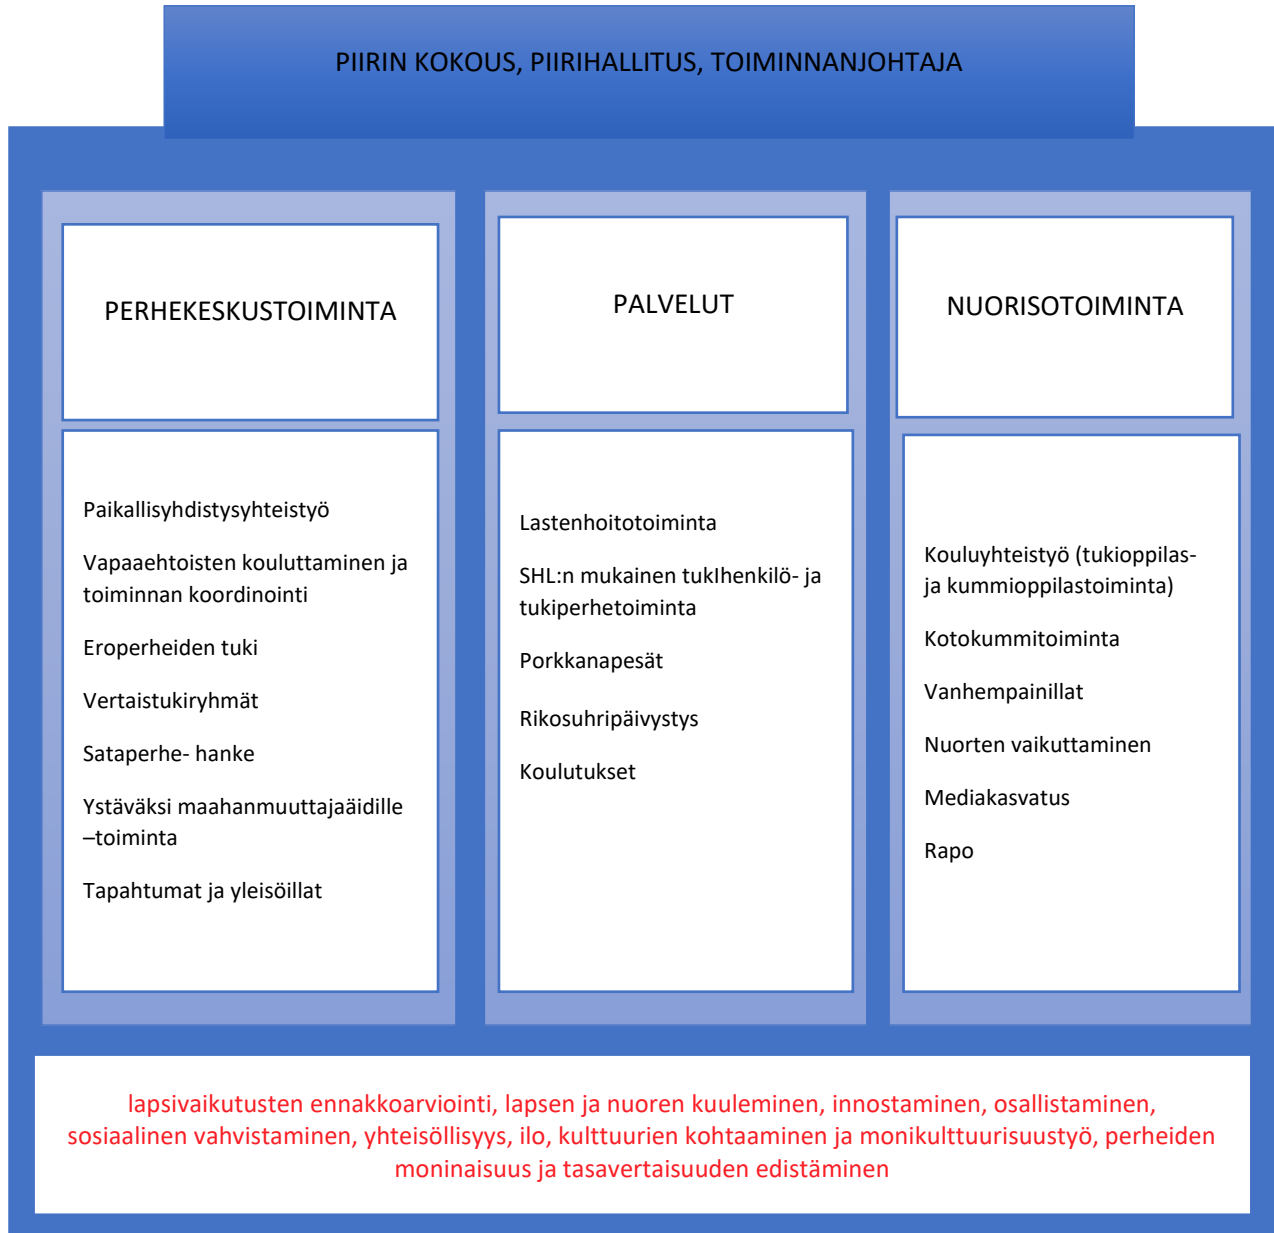 PIIRIN KOKOUS, PIIRIHALLITUS, TOIMINNANJOHTAJA
PERHEKESKUSTOIMINTA
Paikallisyhdistysyhteistyö
Vapaaehtoisten kouluttaminen ja
toiminnan koordinointi
Eroperheiden tuki
Vertaistukiryhmät
Sataperhe- hanke
Ystäväksi maahanmuuttajaäidille
–toiminta
Tapahtumat ja yleisöillat
PALVELUT
Lastenhoitotoiminta
SHL:n mukainen tukIhenkilö- ja
tukiperhetoiminta
Porkkanapesät
Rikosuhripäivystys
Koulutukset
NUORISOTOIMINTA
Kouluyhteistyö (tukioppilas-
ja kummioppilastoiminta)
Kotokummitoiminta
Vanhempainillat
Nuorten vaikuttaminen
Mediakasvatus
Rapo
lapsivaikutusten ennakkoarviointi, lapsen ja nuoren kuuleminen, innostaminen, osallistaminen,
sosiaalinen vahvistaminen, yhteisöllisyys, ilo, kulttuurien kohtaaminen ja monikulttuurisuustyö, perheiden
moninaisuus ja tasavertaisuuden edistäminen